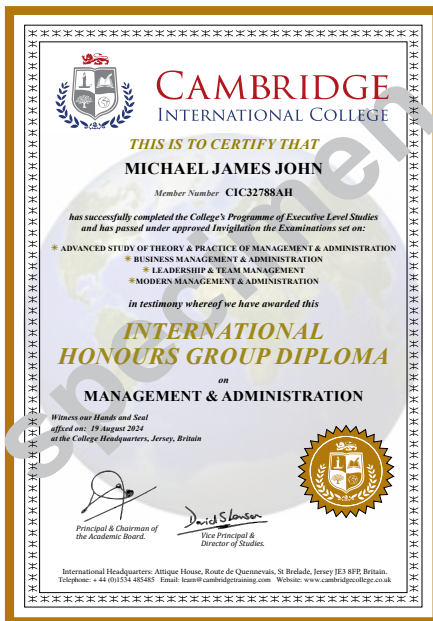 CAMBRIDGE
INTERNATIONAL COLLEGE
THIS IS TO CERTIFY THAT
MICHAEL JAMES JOHN
Member Number CIC32788AH
has successfully completed the College's Programme of Executive Level Studies
and has passed under approved Invigilation the Examinations set on:
✴ ADVANCED STUDY OF THEORY & PRACTICE OF MANAGEMENT & ADMINISTRATION
✴ BUSINESS MANAGEMENT & ADMINISTRATION
✴ LEADERSHIP & TEAM MANAGEMENT
✴MODERN MANAGEMENT & ADMINISTRATION
in testimony whereof we have awarded this
INTERNATIONAL
HONOURS GROUP DIPLOMA
on
MANAGEMENT & ADMINISTRATION
Witness our Hands and Seal
affxed on: 19 August 2024
at the College Headquarters, Jersey, Britain
specimen
Principal & Chairman of
the Academic Board.
David S Lawson
Vice Principal &
Director of Studies.
International Headquarters: Attique House, Route de Quennevais, St Brelade, Jersey JE3 8FP, Britain.
Telephone: + 44 (0)1534 485485 Email: learn@cambridgetraining.com Website: www.cambridgecollege.co.uk